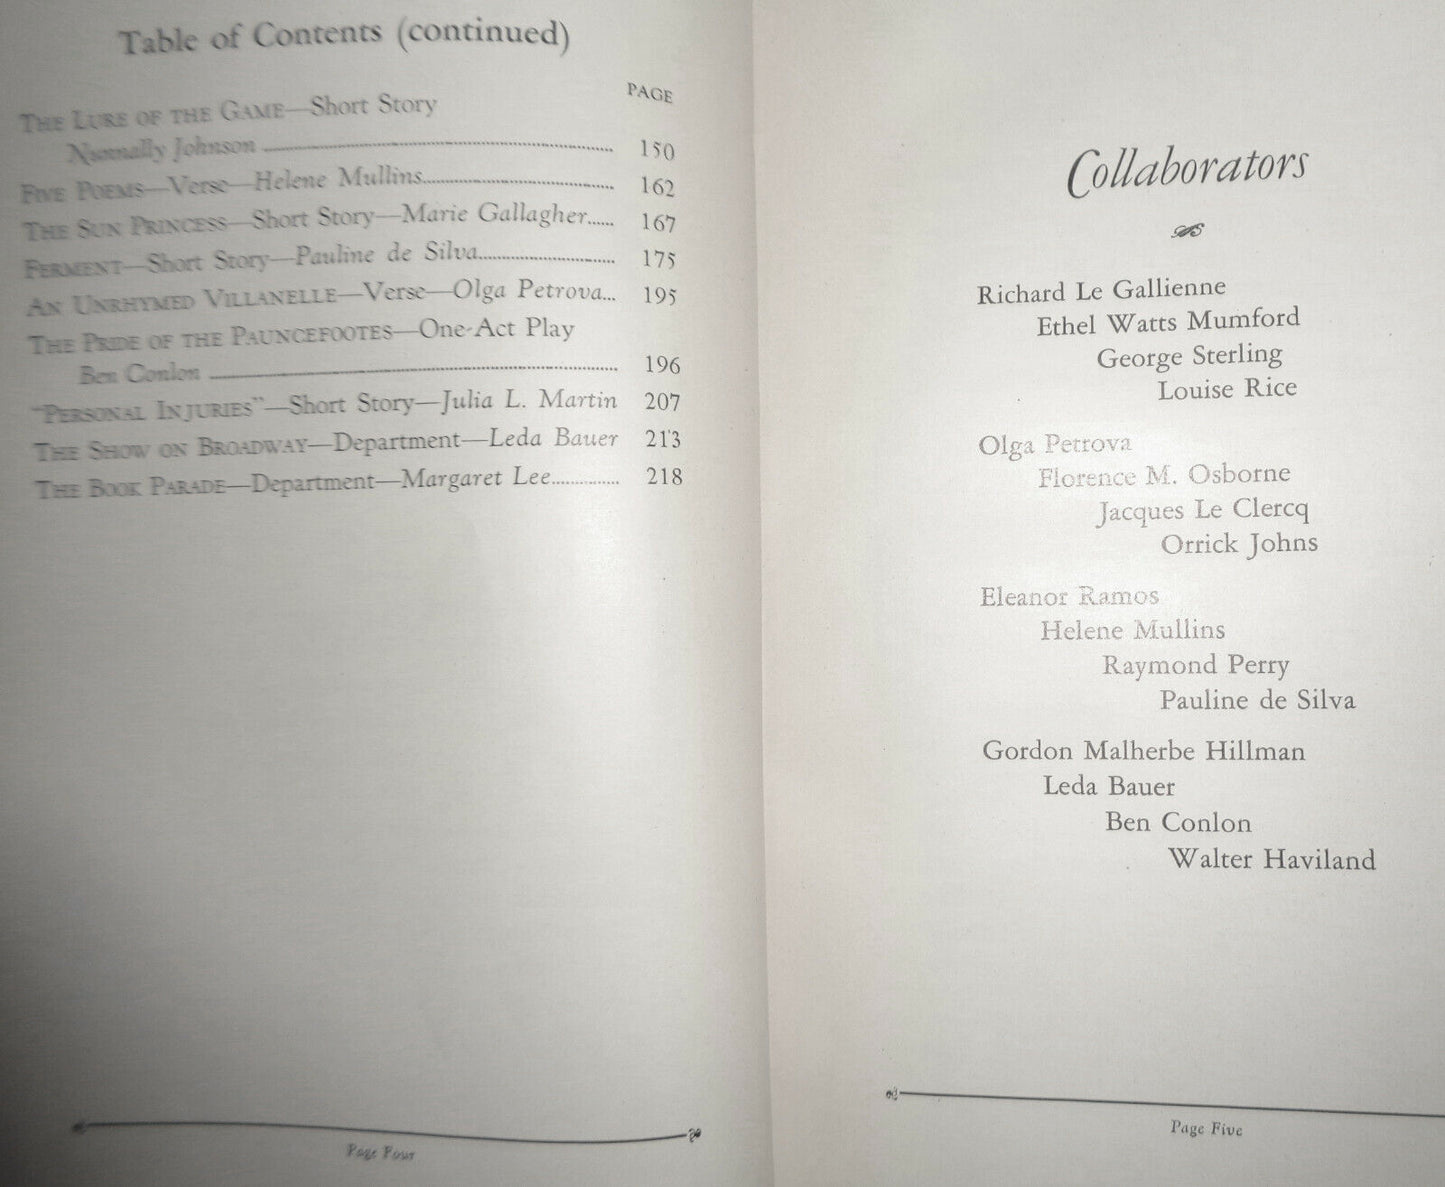 Table of Contents (continued)
PAGE
THE LURE OF THE GAME—Short Story
Nunnally Johnson 150
FIVE POEMS—Verse—Helene Mullins 162
THE SUN PRINCESS—Short Story—Marie Gallagher 167
FERMENT—Short Story—Pauline de Silva 175
AN UNRHYMED VILLANELLE—Verse—Olga Petrova 195
THE PRIDE OF THE PAUNCEFOOTES—One-Act Play
Ben Conlon 196
"PERSONAL INJURIES"—Short Story—Julia L. Martin 207
THE SHOW ON BROADWAY—Department—Leda Bauer 213
THE BOOK PARADE—Department—Margaret Lee 218
Page Four
Collaborators
Richard Le Gallienne
Ethel Watts Mumford
George Sterling
Louise Rice
Olga Petrova
Florence M. Osborne
Jacques Le Clercq
Orrick Johns
Eleanor Ramos
Helene Mullins
Raymond Perry
Pauline de Silva
Gordon Malherbe Hillman
Leda Bauer
Ben Conlon
Walter Haviland
Page Five